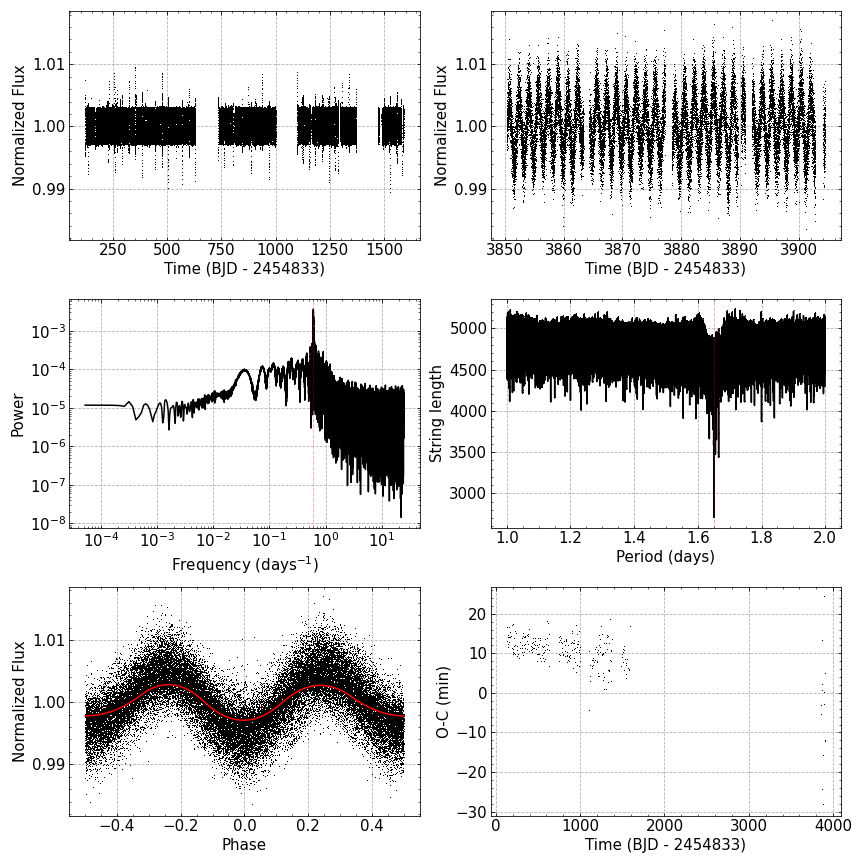 Normalized Flux
1.01
1.00
0.99
250 500 750 1000 1250 1500
Time (BJD - 2454833)
Normalized Flux
1.01
1.00
0.99
3850 3860 3870 3880 3890 3900
Time (BJD - 2454833)
Power
10⁻³
10⁻⁴
10⁻⁵
10⁻⁶
10⁻⁷
10⁻⁸
10⁻⁴ 10⁻³ 10⁻² 10⁻¹ 10⁰ 10¹
Frequency (days⁻¹)
String length
5000
4500
4000
3500
3000
1.0 1.2 1.4 1.6 1.8 2.0
Period (days)
Normalized Flux
1.01
1.00
0.99
−0.4 −0.2 0.0 0.2 0.4
Phase
O-C (min)
20
10
0
−10
−20
−30
0 1000 2000 3000 4000
Time (BJD - 2454833)